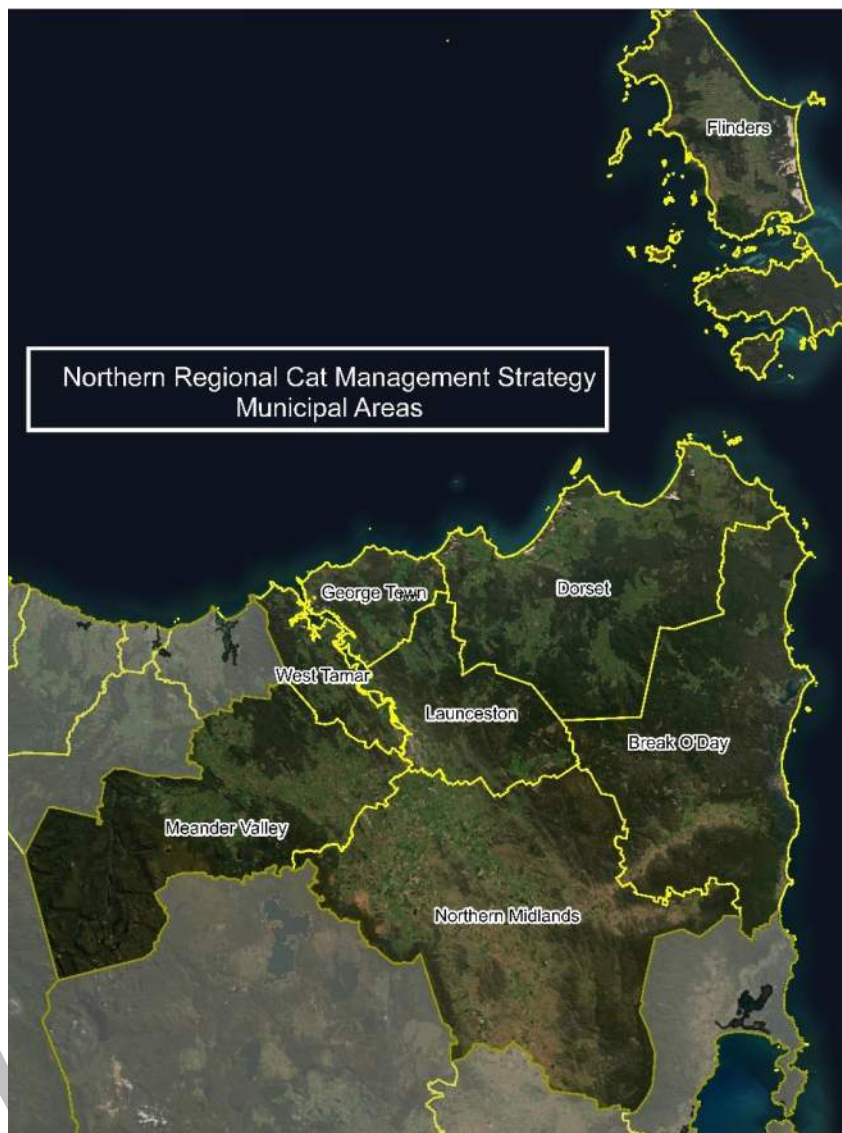 Flinders
Northern Regional Cat Management Strategy
Municipal Areas
George Town
Dorset
West Tamar
Launceston
Break O'Day
Meander Valley
Northern Midlands